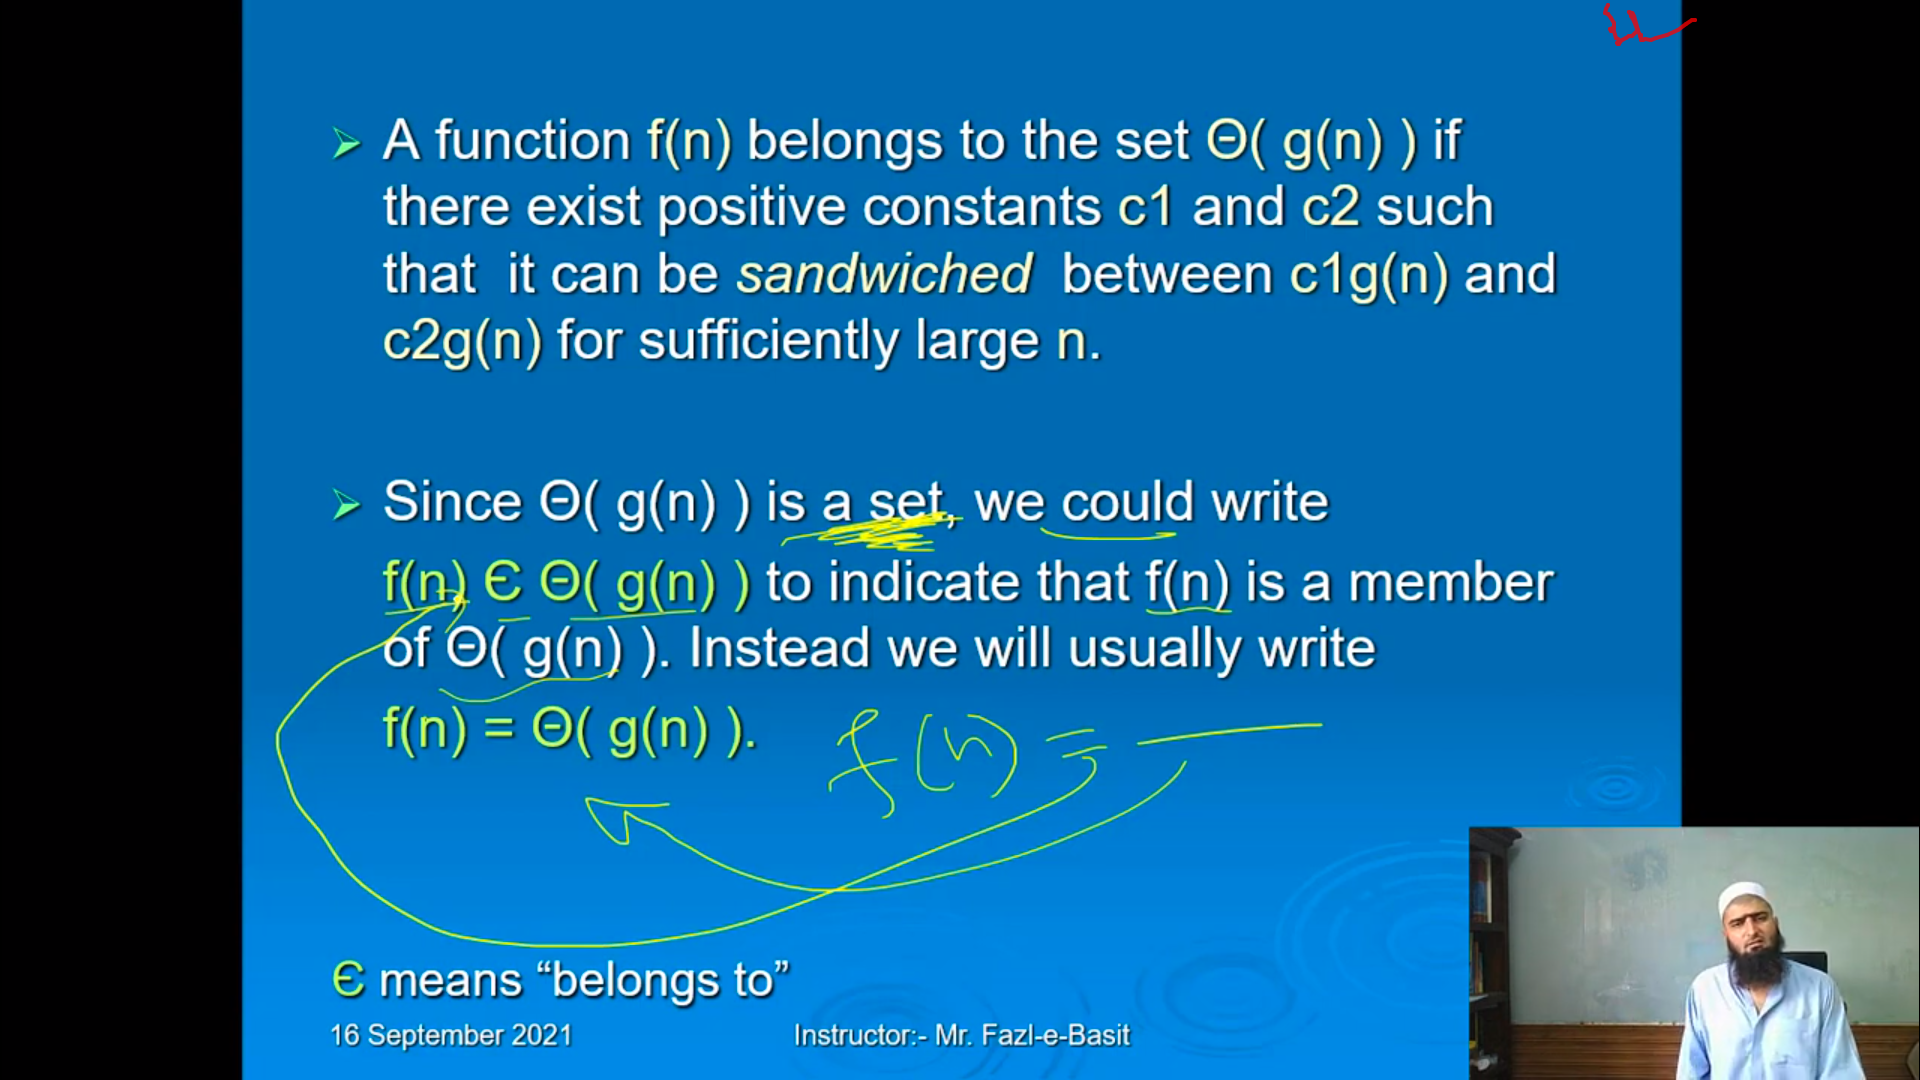 A function f(n) belongs to the set Θ( g(n) ) if
there exist positive constants c1 and c2 such
that it can be sandwiched between c1g(n) and
c2g(n) for sufficiently large n.
Since Θ( g(n) ) is a set, we could write
f(n) Є Θ( g(n) ) to indicate that f(n) is a member
of Θ( g(n) ). Instead we will usually write
f(n) = Θ( g(n) ).
f(n) =
Є means “belongs to”
16 September 2021
Instructor:- Mr. Fazl-e-Basit